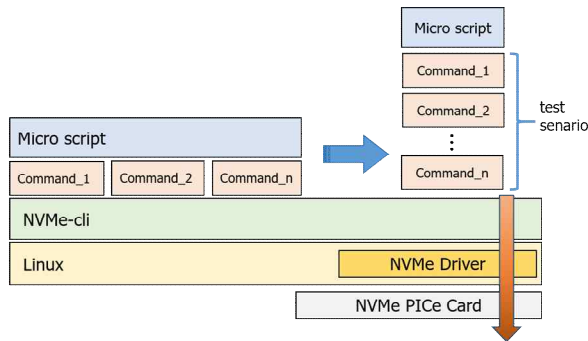 Micro script
Command_1
Command_2
Command_n
test
senario
Micro script
Command_1
Command_2
Command_n
NVMe-cli
Linux
NVMe Driver
NVMe PICe Card